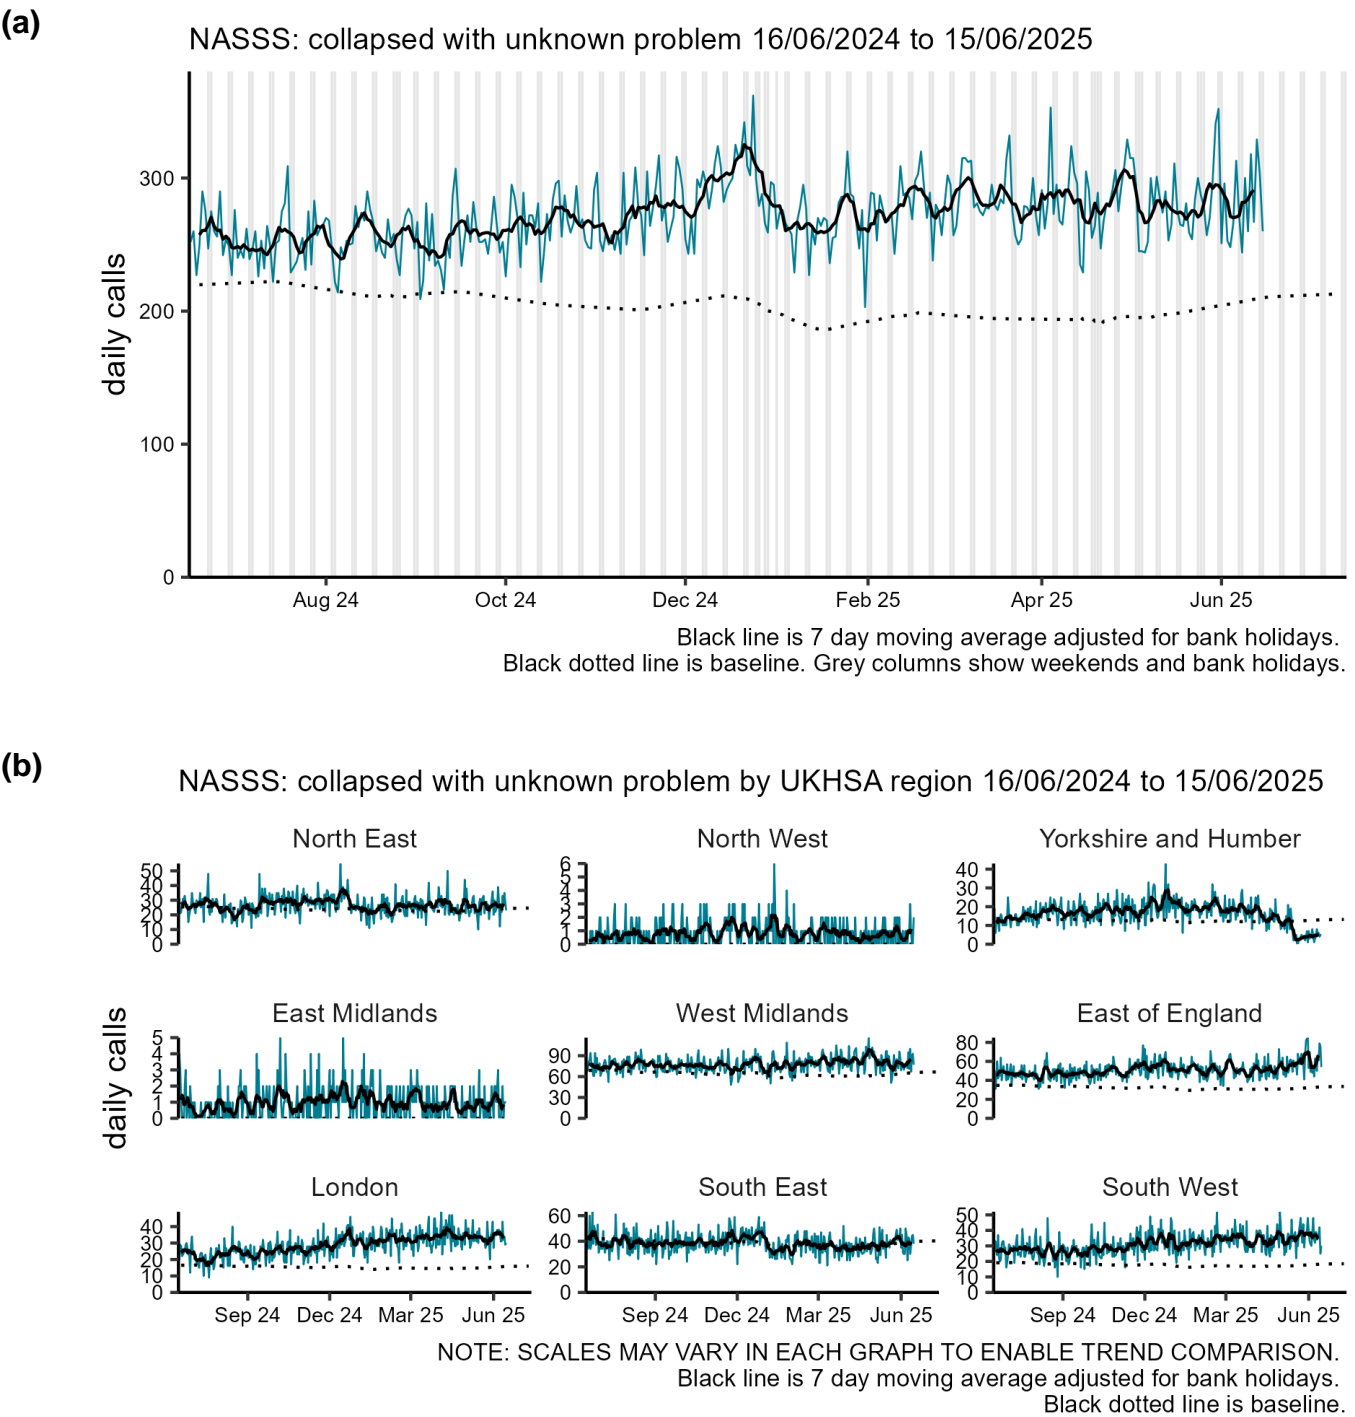 (a)
NASSS: collapsed with unknown problem 16/06/2024 to 15/06/2025
daily calls
300
200
100
0
Aug 24 Oct 24 Dec 24 Feb 25 Apr 25 Jun 25
Black line is 7 day moving average adjusted for bank holidays.
Black dotted line is baseline. Grey columns show weekends and bank holidays.
(b)
NASSS: collapsed with unknown problem by UKHSA region 16/06/2024 to 15/06/2025
daily calls
North East
50
40
30
20
10
0
North West
6
5
4
3
2
1
0
Yorkshire and Humber
40
30
20
10
0
East Midlands
5
4
3
2
1
0
West Midlands
90
60
30
0
East of England
80
60
40
20
0
London
40
30
20
10
0
South East
60
40
20
0
South West
50
40
30
20
10
0
Sep 24 Dec 24 Mar 25 Jun 25 Sep 24 Dec 24 Mar 25 Jun 25 Sep 24 Dec 24 Mar 25 Jun 25
NOTE: SCALES MAY VARY IN EACH GRAPH TO ENABLE TREND COMPARISON.
Black line is 7 day moving average adjusted for bank holidays.
Black dotted line is baseline.